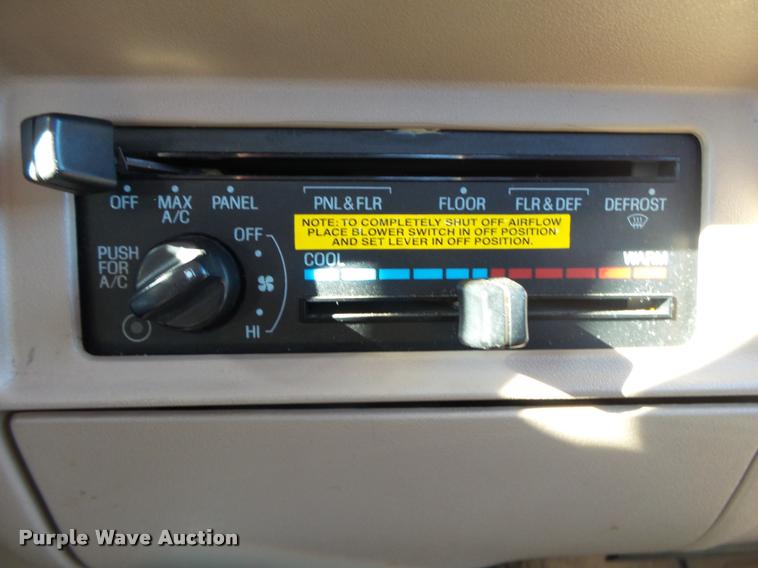 OFF
MAX
A/C
PANEL
PNL & FLR
FLOOR
FLR & DEF
DEFROST
NOTE: TO COMPLETELY SHUT OFF AIRFLOW
PLACE BLOWER SWITCH IN OFF POSITION
AND SET LEVER IN OFF POSITION.
PUSH
FOR
A/C
OFF
HI
COOL
WARM
Purple Wave Auction